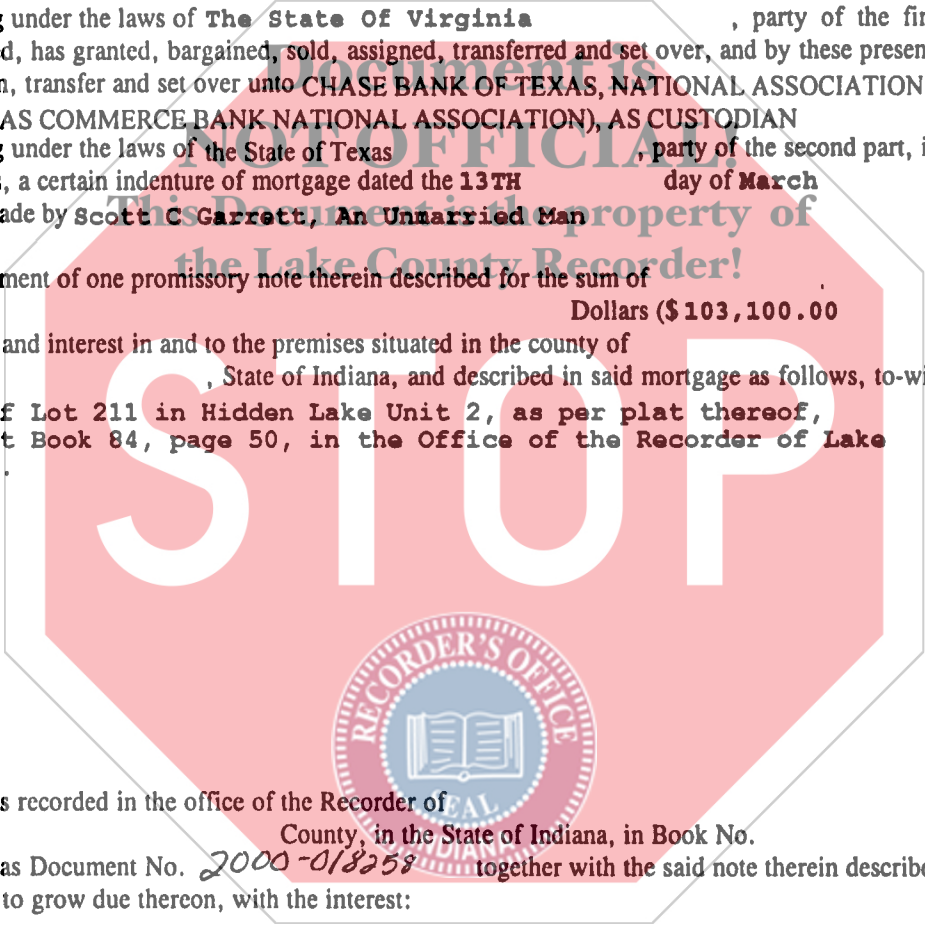 g under the laws of The State Of Virginia , party of the fir
d, has granted, bargained, sold, assigned, transferred and set over, and by these presen
n, transfer and set over unto CHASE BANK OF TEXAS, NATIONAL ASSOCIATION
AS COMMERCE BANK NATIONAL ASSOCIATION), AS CUSTODIAN
g under the laws of the State of Texas , party of the second part, i
, a certain indenture of mortgage dated the 13TH day of March
ade by Scott C Garrett, An Unmarried Man
ment of one promissory note therein described for the sum of
Dollars ($ 103,100.00
and interest in and to the premises situated in the county of
, State of Indiana, and described in said mortgage as follows, to-wi
f Lot 211 in Hidden Lake Unit 2, as per plat thereof,
t Book 84, page 50, in the Office of the Recorder of Lake
.
s recorded in the office of the Recorder of
County, in the State of Indiana, in Book No.
as Document No. 2000-018258 together with the said note therein describe
to grow due thereon, with the interest:
Document is
NOT OFFICIAL!
This Document is the property of
the Lake County Recorder!
STOP
RECORDER'S OFFICE
SEAL
INDIANA